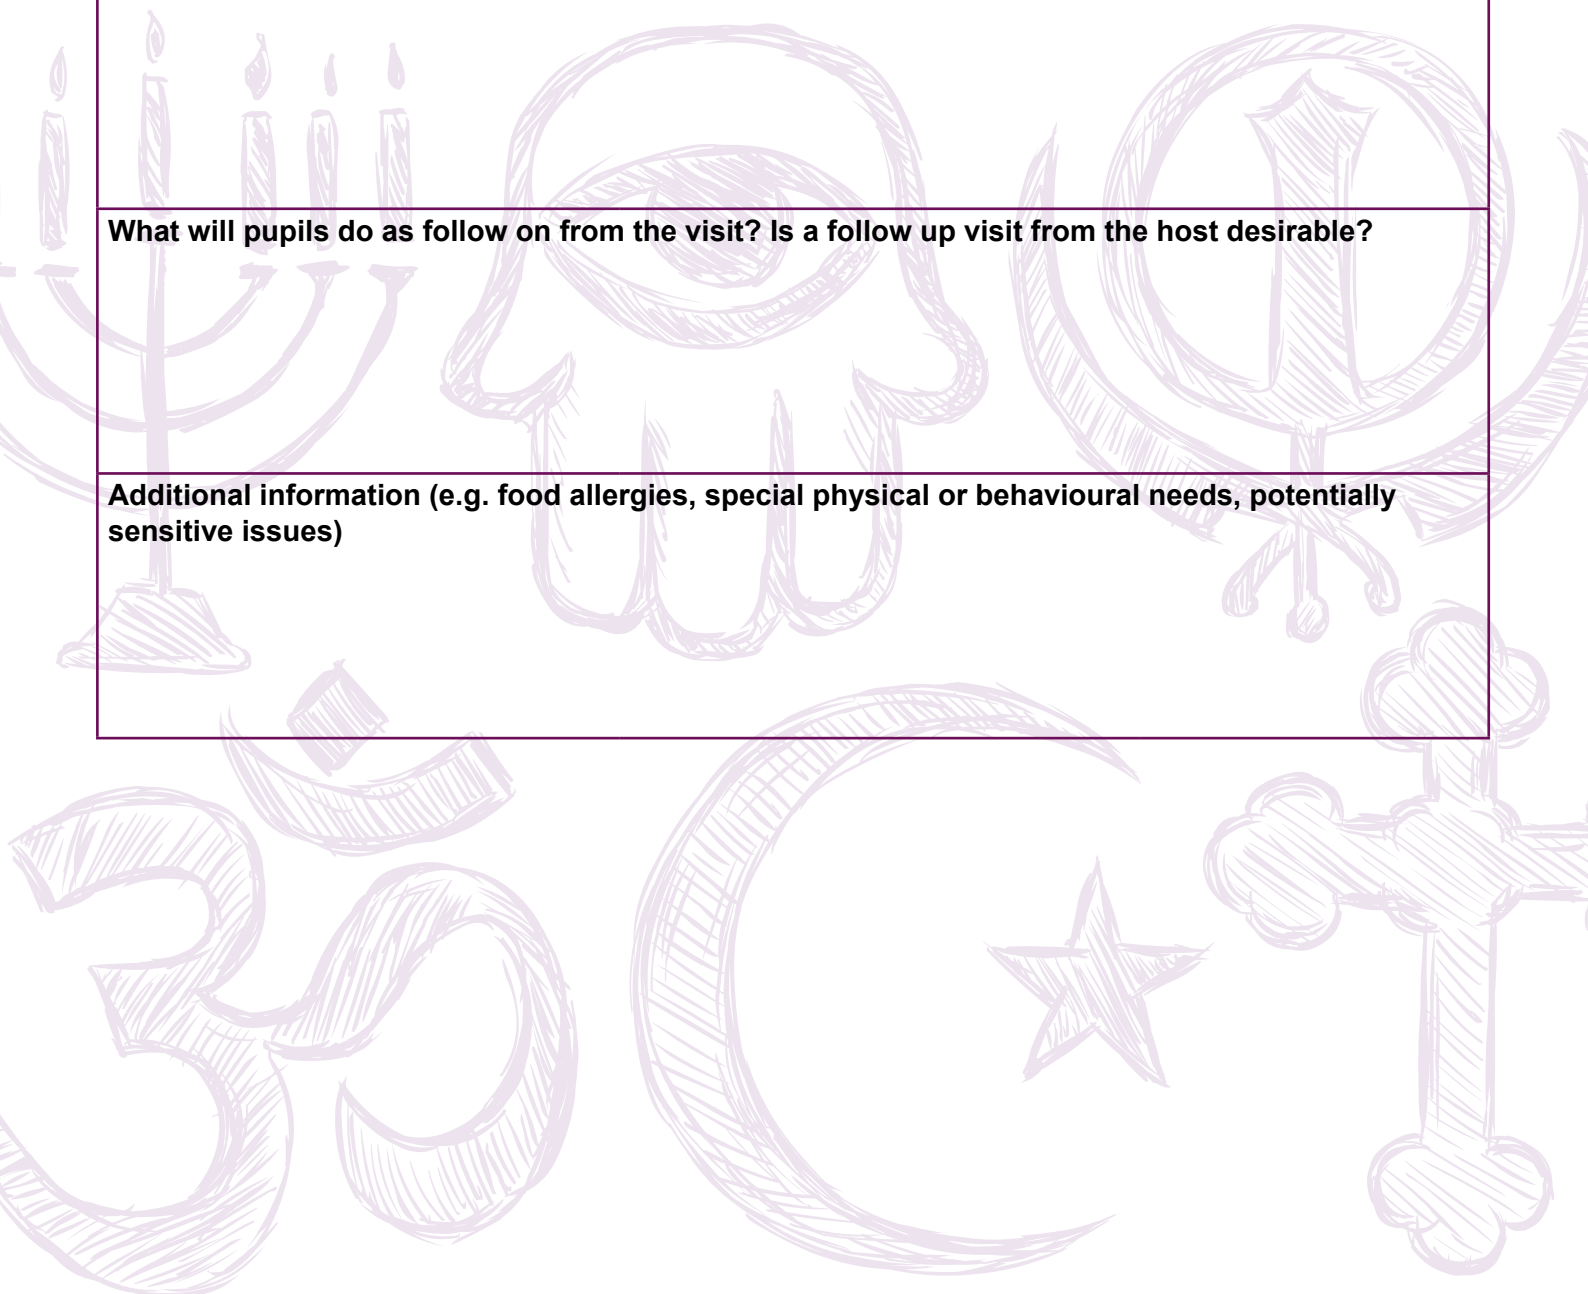 What will pupils do as follow on from the visit? Is a follow up visit from the host desirable?
Additional information (e.g. food allergies, special physical or behavioural needs, potentially
sensitive issues)